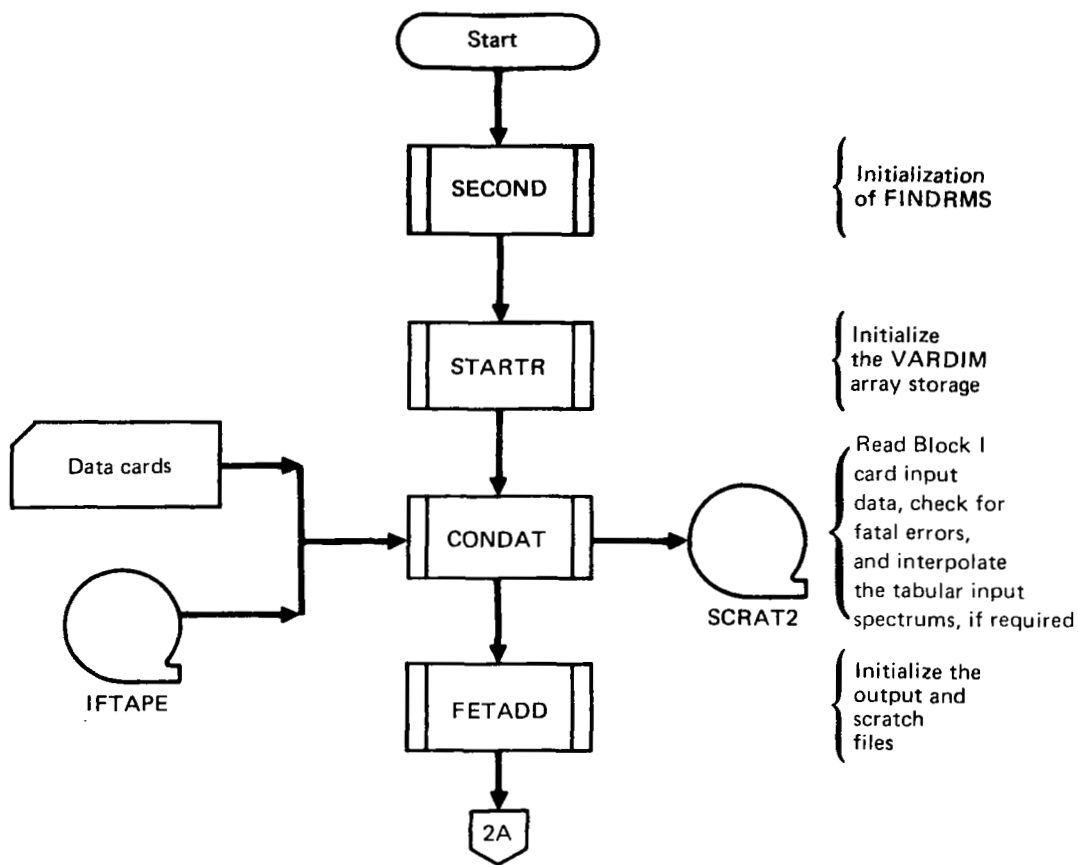 Start
SECOND
Initialization
of FINDRMS
STARTR
Initialize
the VARDIM
array storage
Data cards
IFTAPE
CONDAT
SCRAT2
Read Block I
card input
data, check for
fatal errors,
and interpolate
the tabular input
spectrums, if required
FETADD
Initialize the
output and
scratch
files
2A